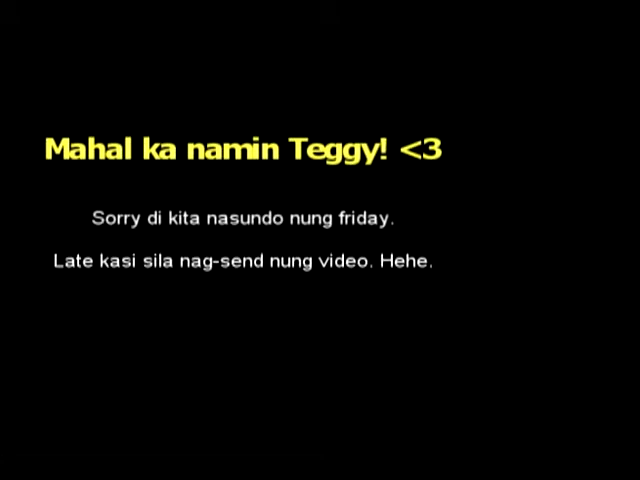 Mahal ka namin Teggy! <3
Sorry di kita nasundo nung friday.
Late kasi sila nag-send nung video. Hehe.